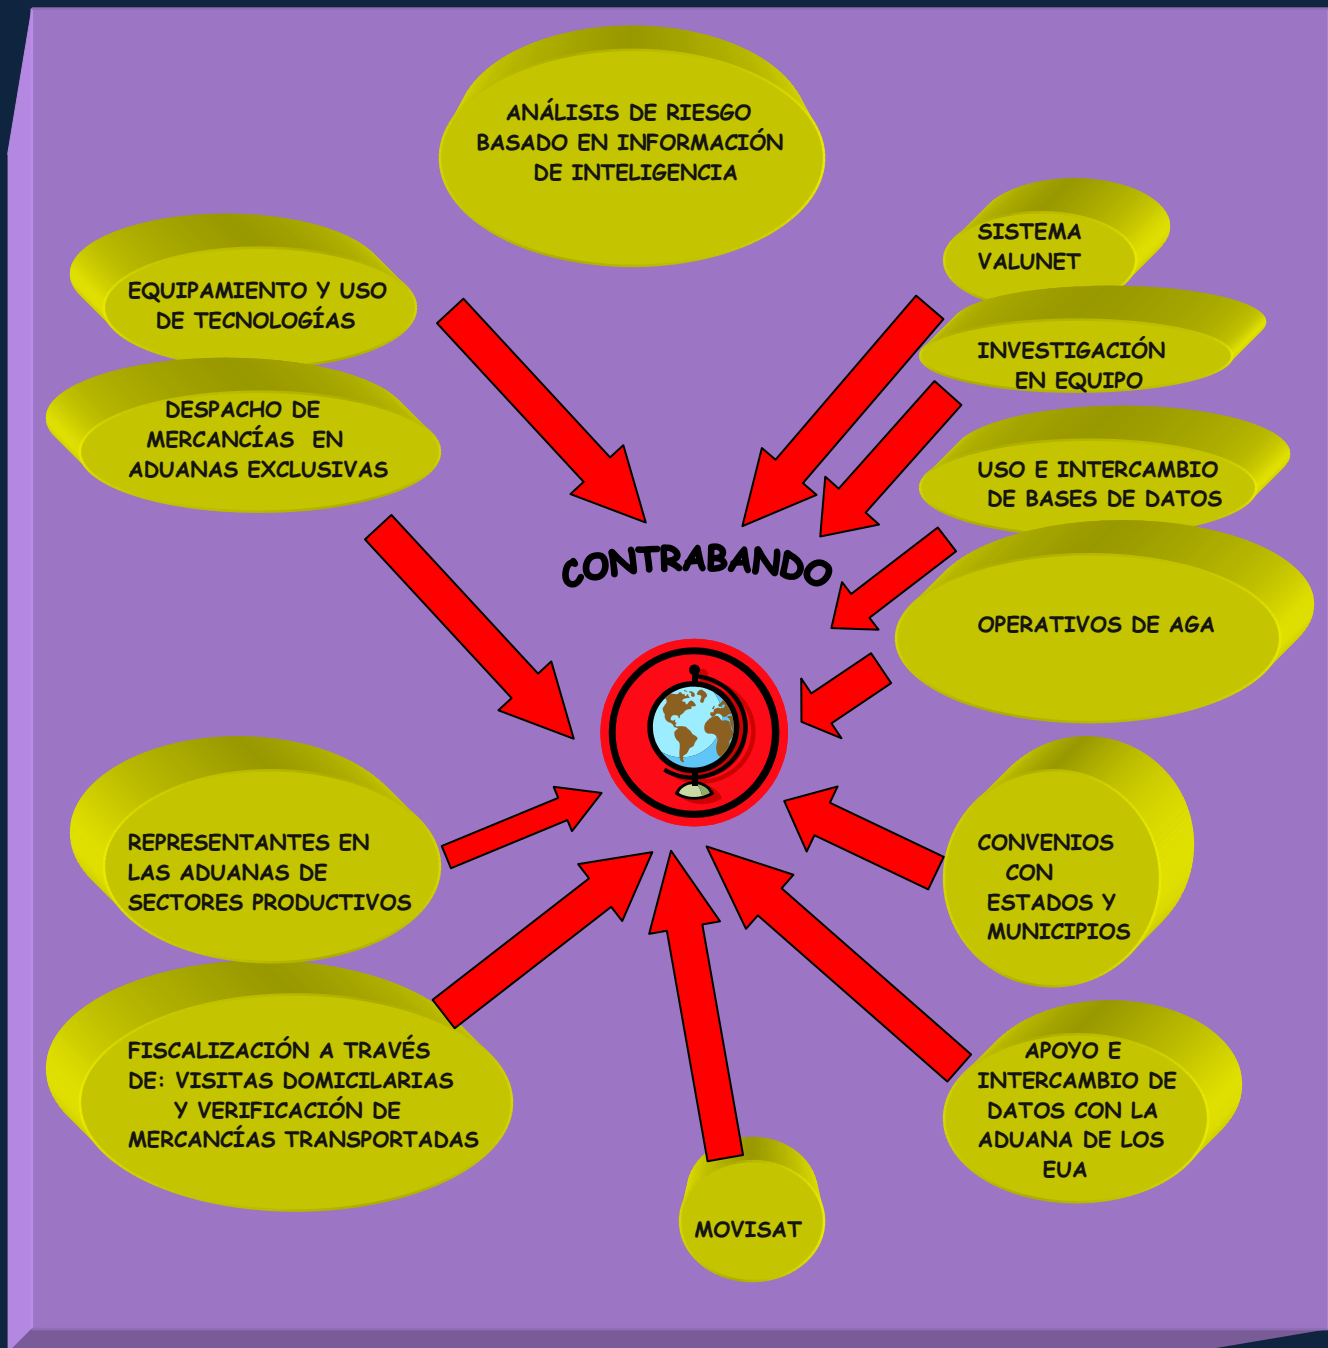 ANÁLISIS DE RIESGO
BASADO EN INFORMACIÓN
DE INTELIGENCIA
EQUIPAMIENTO Y USO
DE TECNOLOGÍAS
DESPACHO DE
MERCANCÍAS EN
ADUANAS EXCLUSIVAS
SISTEMA
VALUNET
INVESTIGACIÓN
EN EQUIPO
USO E INTERCAMBIO
DE BASES DE DATOS
OPERATIVOS DE AGA
CONTRABANDO
REPRESENTANTES EN
LAS ADUANAS DE
SECTORES PRODUCTIVOS
CONVENIOS
CON
ESTADOS Y
MUNICIPIOS
FISCALIZACIÓN A TRAVÉS
DE: VISITAS DOMICILARIAS
Y VERIFICACIÓN DE
MERCANCÍAS TRANSPORTADAS
APOYO E
INTERCAMBIO DE
DATOS CON LA
ADUANA DE LOS
EUA
MOVISAT